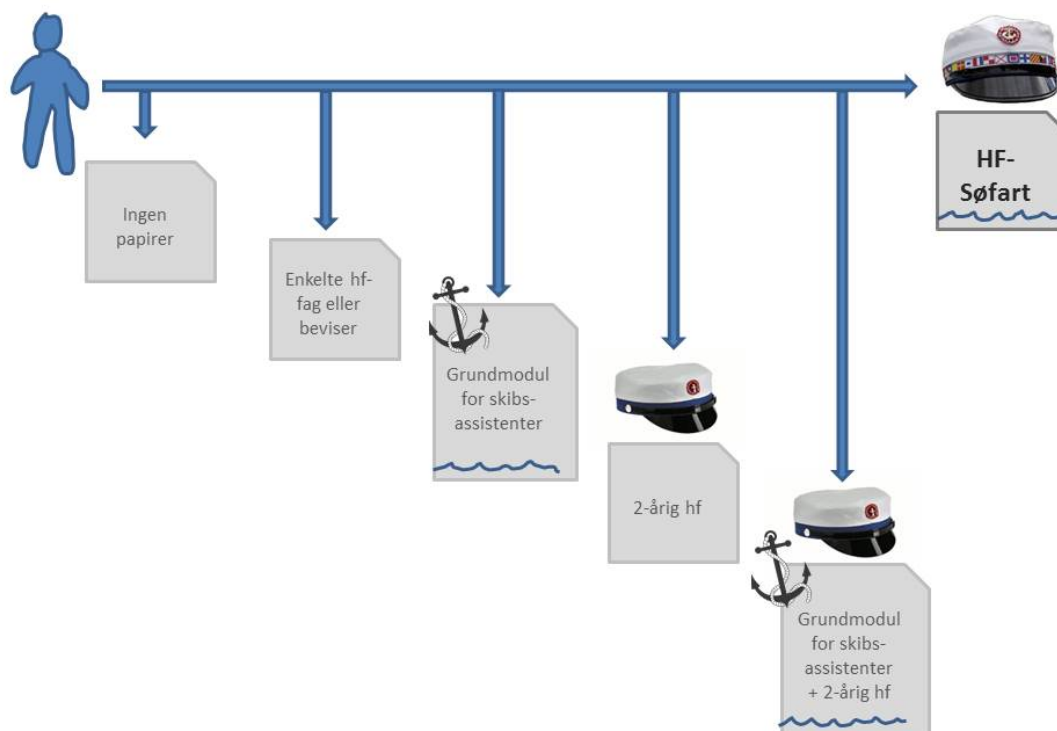 HF-
Søfart
Ingen
papirer
Enkelte hf-
fag eller
beviser
Grundmodul
for skibs-
assistenter
2-årig hf
Grundmodul
for skibs-
assistenter
+ 2-årig hf